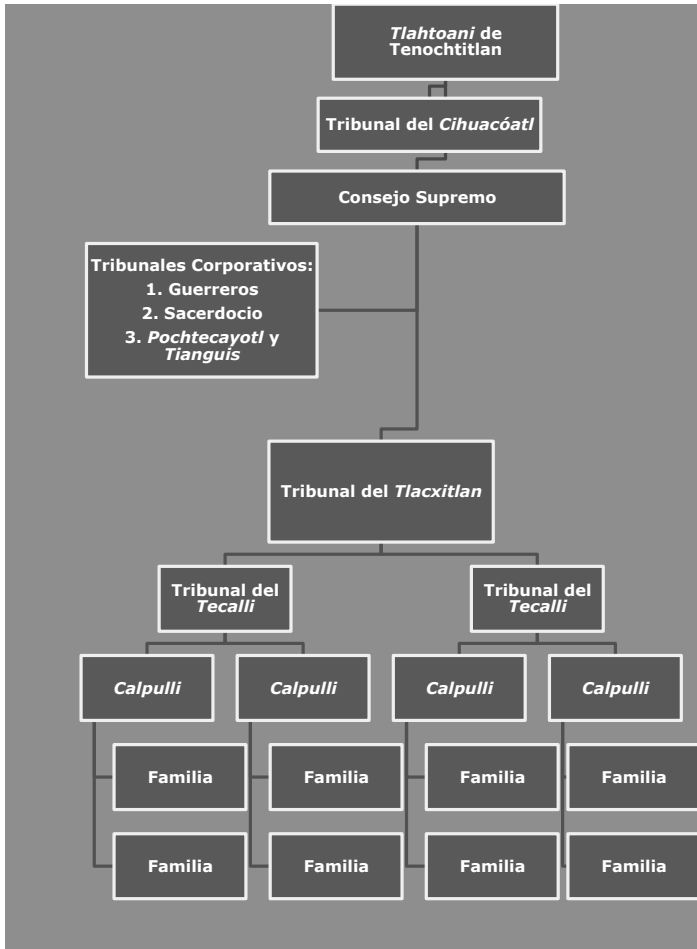 Tlahtoani de
Tenochtitlan
Tribunal del Cihuacóatl
Consejo Supremo
Tribunales Corporativos:
1. Guerreros
2. Sacerdocio
3. Pochtecayotl y
Tianguis
Tribunal del Tlacxitlan
Tribunal del
Tecalli
Tribunal del
Tecalli
Calpulli
Calpulli
Calpulli
Calpulli
Familia
Familia
Familia
Familia
Familia
Familia
Familia
Familia